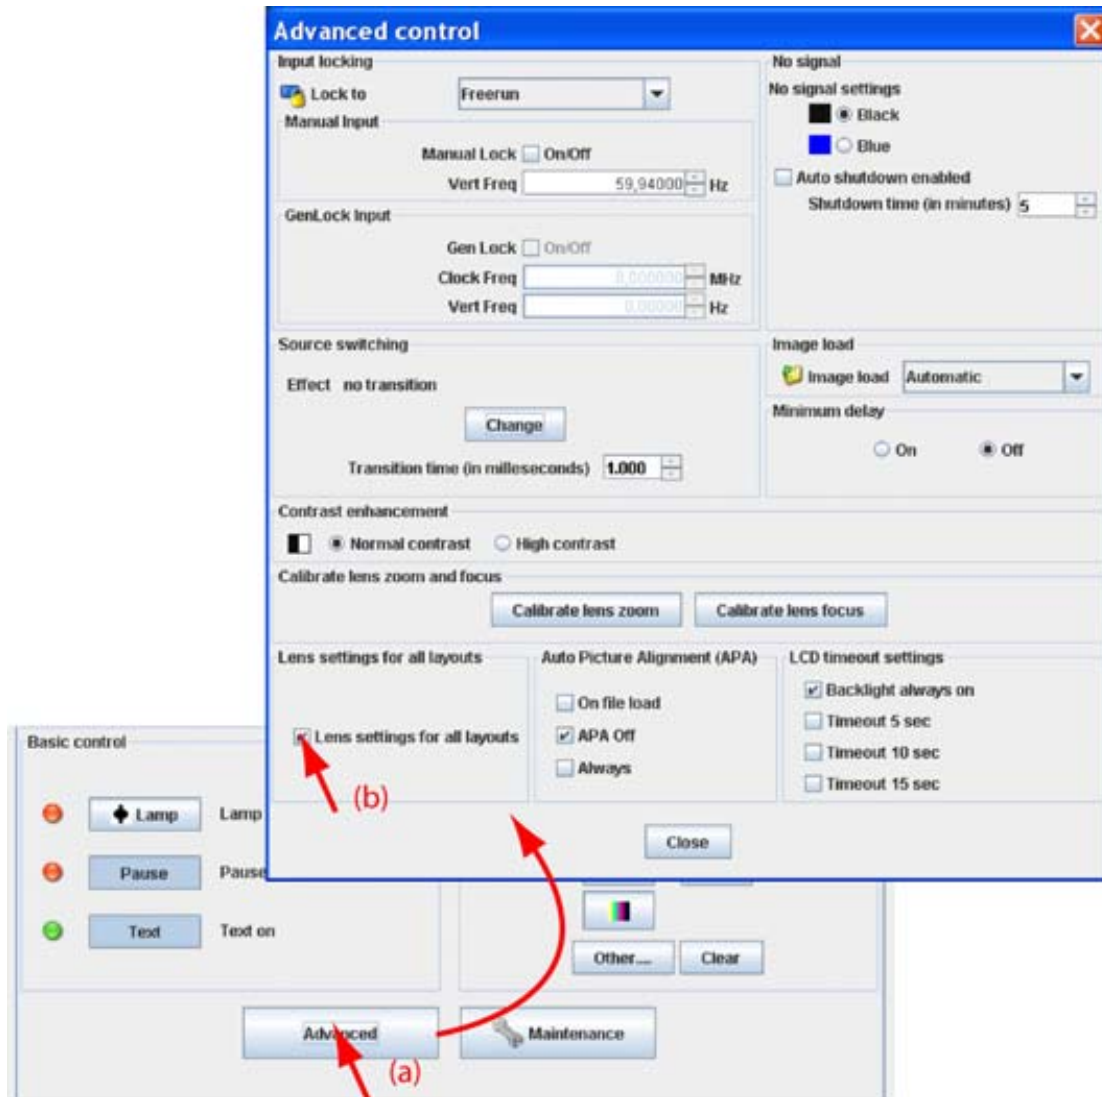 Advanced control
Input locking
Lock to
Freerun
Manual Input
Manual Lock
On/Off
Vert Freq
59,94000
Hz
GenLock Input
Gen Lock
On/Off
Clock Freq
0,000000
MHz
Vert Freq
0,00000
Hz
No signal
No signal settings
Black
Blue
Auto shutdown enabled
Shutdown time (in minutes)
5
Source switching
Effect no transition
Change
Transition time (in milleseconds)
1.000
Image load
Image load
Automatic
Minimum delay
On
Off
Contrast enhancement
Normal contrast
High contrast
Calibrate lens zoom and focus
Calibrate lens zoom
Calibrate lens focus
Lens settings for all layouts
Lens settings for all layouts
Auto Picture Alignment (APA)
On file load
APA Off
Always
LCD timeout settings
Backlight always on
Timeout 5 sec
Timeout 10 sec
Timeout 15 sec
(b)
Close
Basic control
Lamp
Lamp
Pause
Pause
Text
Text on
Other....
Clear
Advanced
Maintenance
(a)